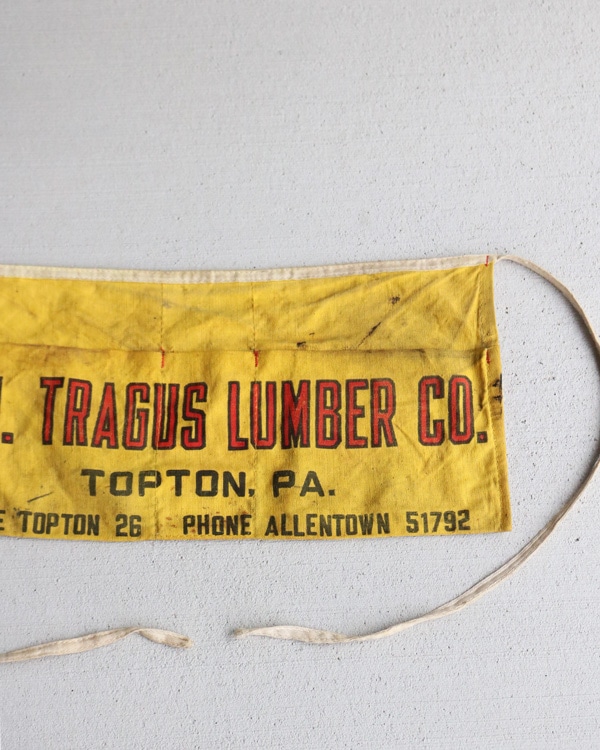 . TRAGUS LUMBER CO.
TOPTON, PA.
E TOPTON 26 PHONE ALLENTOWN 51792